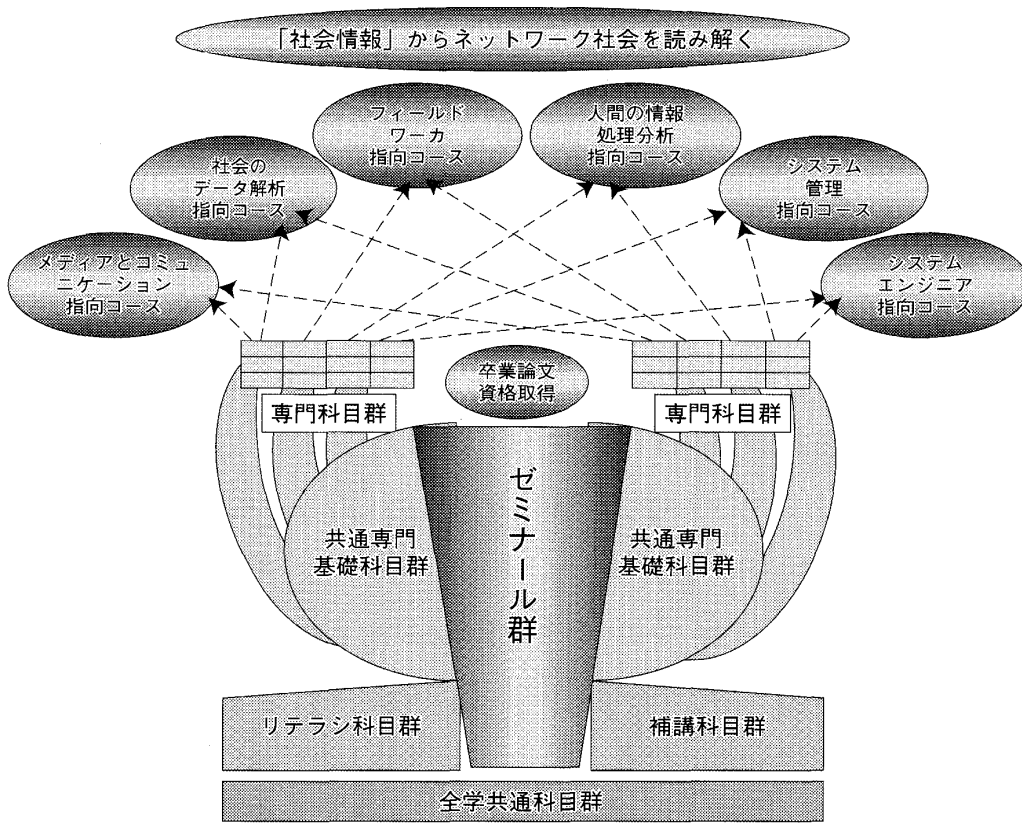 「社会情報」からネットワーク社会を読み解く
フィールド
ワーカ
指向コース
人間の情報
処理分析
指向コース
社会の
データ解析
指向コース
システム
管理
指向コース
メディアとコミュ
ニケーション
指向コース
システム
エンジニア
指向コース
卒業論文
資格取得
専門科目群
専門科目群
ゼミナール群
共通専門
基礎科目群
共通専門
基礎科目群
リテラシ科目群
補講科目群
全学共通科目群